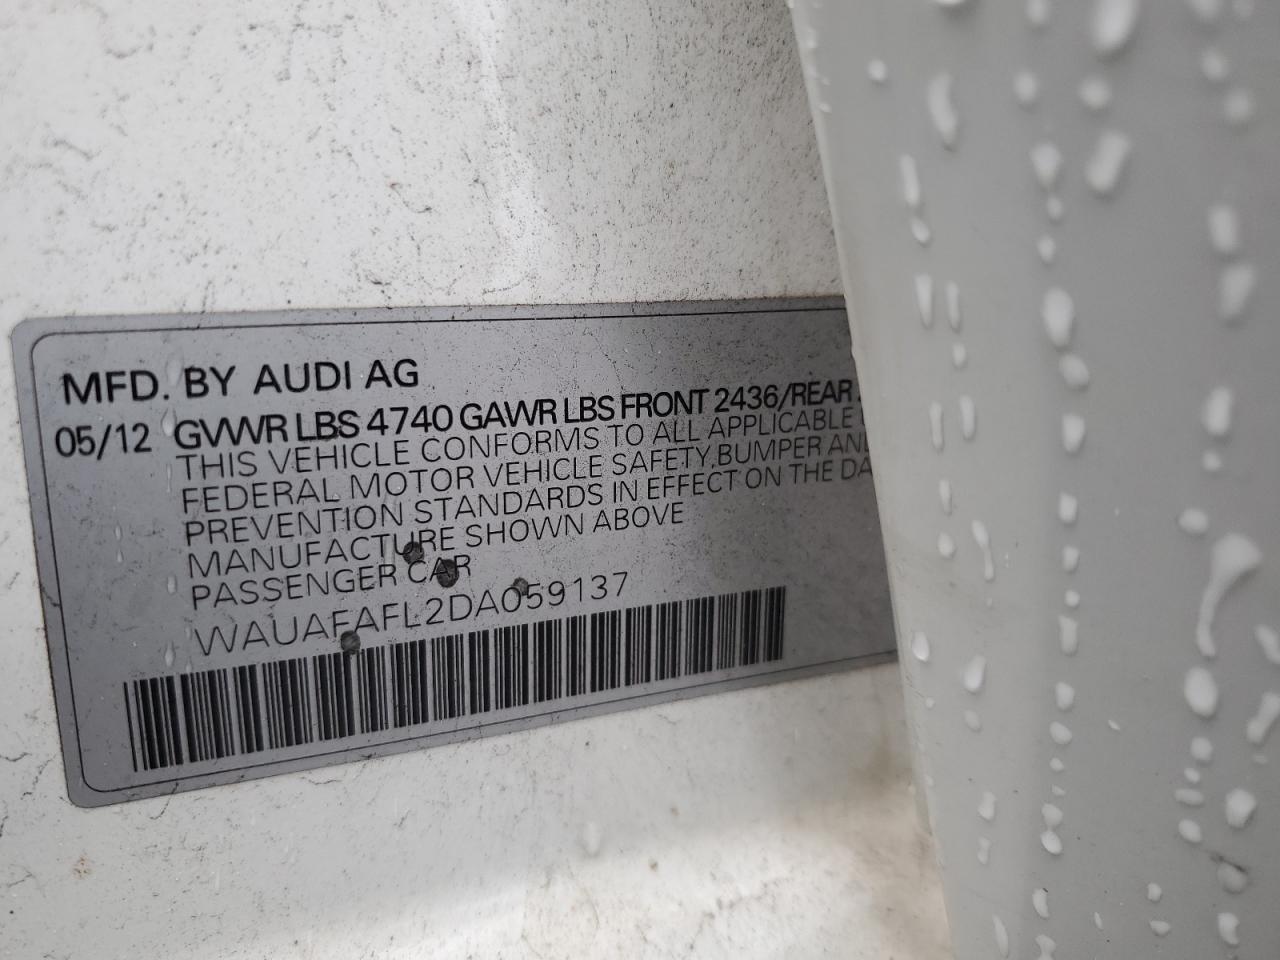 MFD. BY AUDI AG
05/12 GVWR LBS 4740 GAWR LBS FRONT 2436/REAR
THIS VEHICLE CONFORMS TO ALL APPLICABLE
FEDERAL MOTOR VEHICLE SAFETY,BUMPER AND
PREVENTION STANDARDS IN EFFECT ON THE DA
MANUFACTURE SHOWN ABOVE
PASSENGER CAR
WAUAFAFL2DA059137